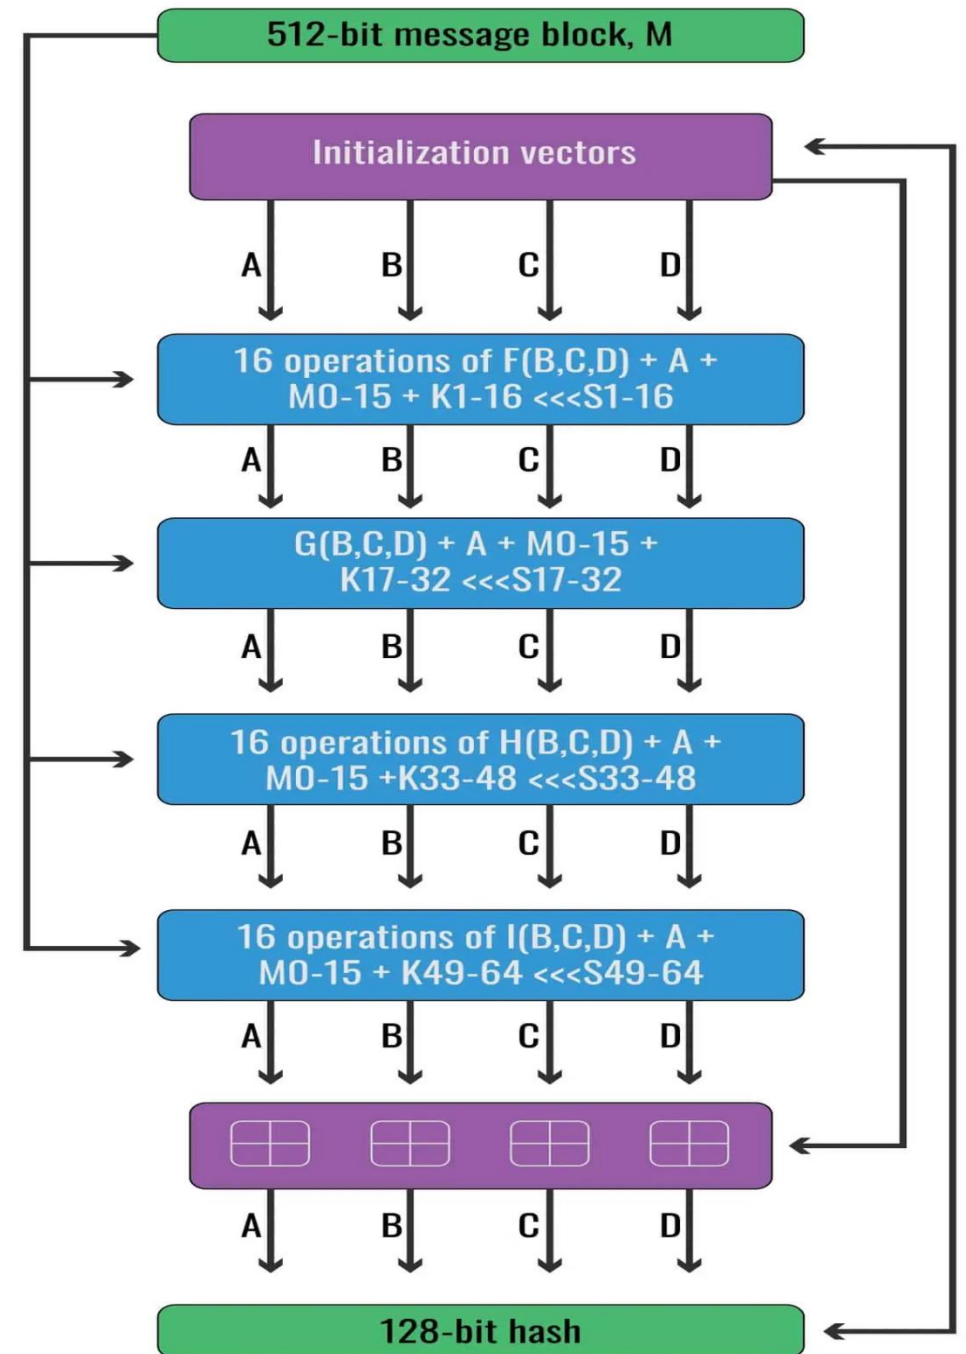 512-bit message block, M
Initialization vectors
A B C D
16 operations of F(B,C,D) + A +
M0-15 + K1-16 <<<S1-16
A B C D
G(B,C,D) + A + M0-15 +
K17-32 <<<S17-32
A B C D
16 operations of H(B,C,D) + A +
M0-15 +K33-48 <<<S33-48
A B C D
16 operations of I(B,C,D) + A +
M0-15 + K49-64 <<<S49-64
A B C D
A B C D
128-bit hash